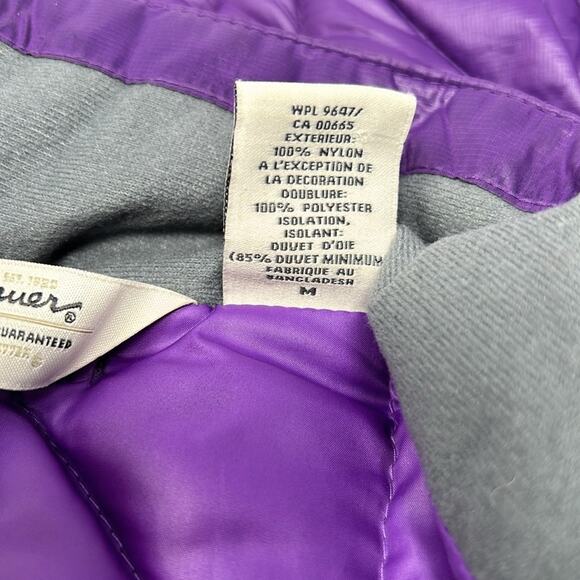 WPL 9647/
CA 00665
EXTERIEUR:
100% NYLON
A L'EXCEPTION DE
LA DECORATION
DOUBLURE:
100% POLYESTER
ISOLATION,
ISOLANT:
DUVET D'OIE
(85% DUVET MINIMUM
FABRIQUE AU
BANGLADESH
M
EST. 1920
auer®
GUARANTEED